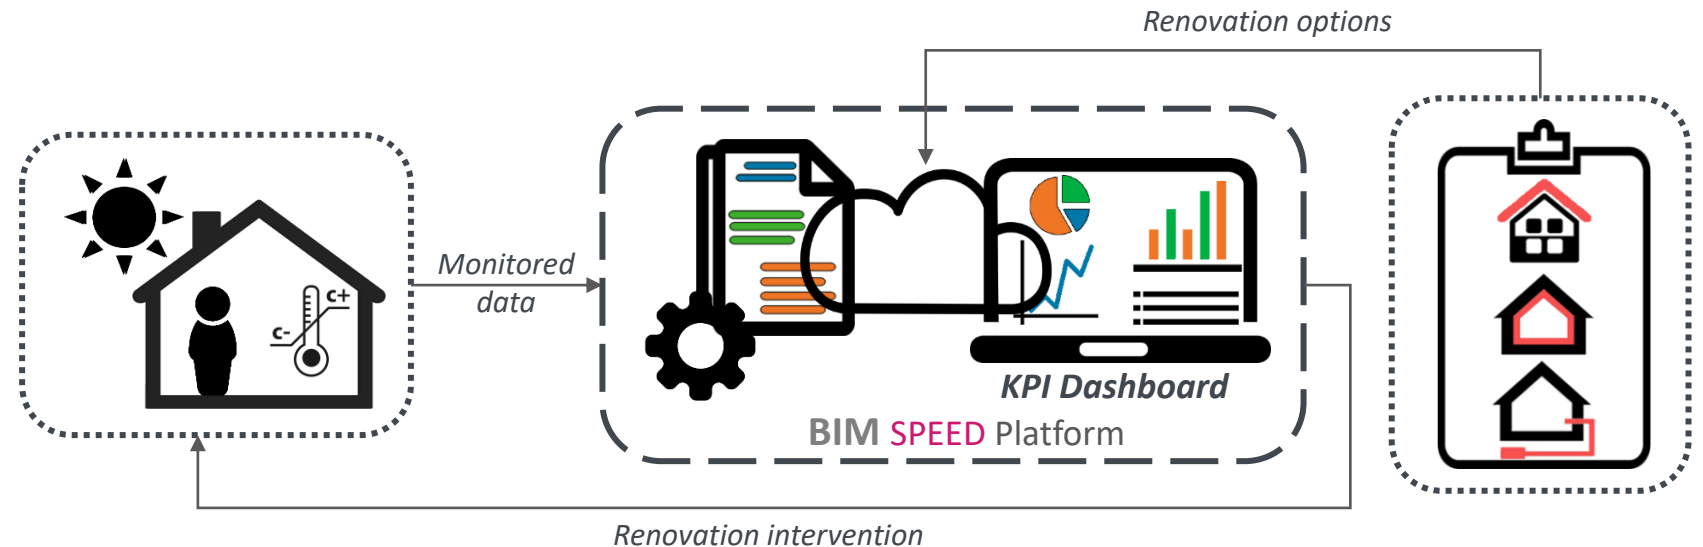 Renovation options
Monitored
data
c+
c-
KPI Dashboard
BIM SPEED Platform
Renovation intervention